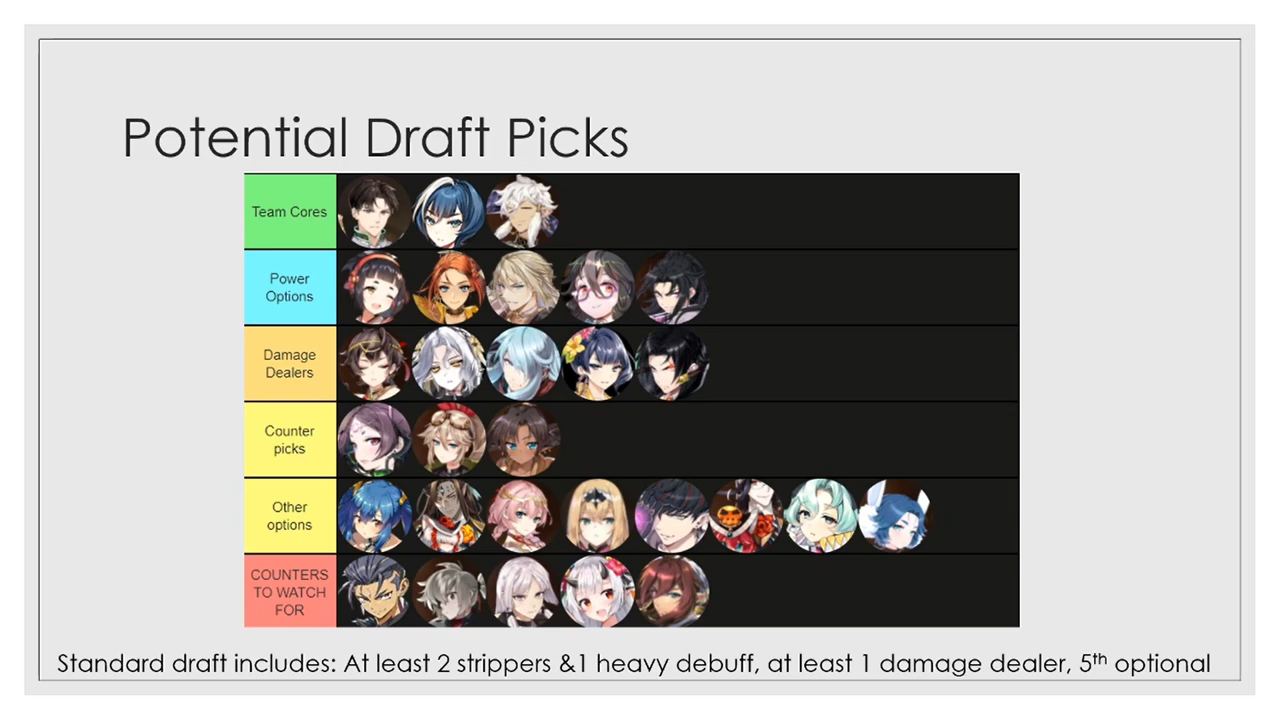 Potential Draft Picks
Team Cores
Power
Options
Damage
Dealers
Counter
picks
Other
options
COUNTERS
TO WATCH
FOR
Standard draft includes: At least 2 strippers &1 heavy debuff, at least 1 damage dealer, 5th optional